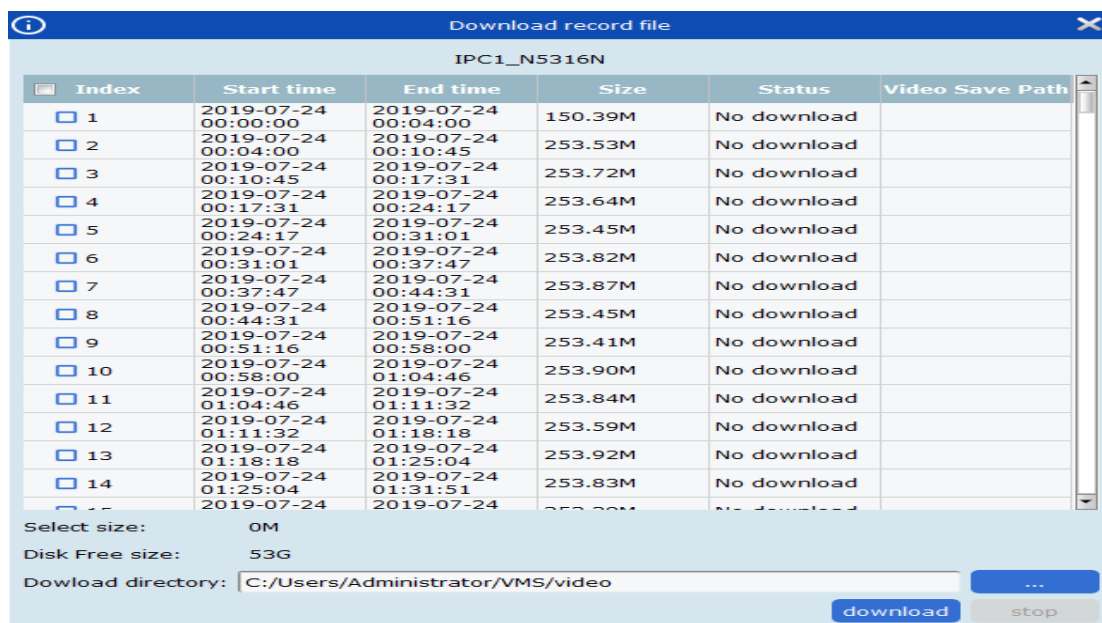 Download record file
IPC1_N5316N
Index Start time End time Size Status Video Save Path
1 2019-07-24 00:00:00 2019-07-24 00:04:00 150.39M No download
2 2019-07-24 00:04:00 2019-07-24 00:10:45 253.53M No download
3 2019-07-24 00:10:45 2019-07-24 00:17:31 253.72M No download
4 2019-07-24 00:17:31 2019-07-24 00:24:17 253.64M No download
5 2019-07-24 00:24:17 2019-07-24 00:31:01 253.45M No download
6 2019-07-24 00:31:01 2019-07-24 00:37:47 253.82M No download
7 2019-07-24 00:37:47 2019-07-24 00:44:31 253.87M No download
8 2019-07-24 00:44:31 2019-07-24 00:51:16 253.45M No download
9 2019-07-24 00:51:16 2019-07-24 00:58:00 253.41M No download
10 2019-07-24 00:58:00 2019-07-24 01:04:46 253.90M No download
11 2019-07-24 01:04:46 2019-07-24 01:11:32 253.84M No download
12 2019-07-24 01:11:32 2019-07-24 01:18:18 253.59M No download
13 2019-07-24 01:18:18 2019-07-24 01:25:04 253.92M No download
14 2019-07-24 01:25:04 2019-07-24 01:31:51 253.83M No download
2019-07-24 2019-07-24
Select size: 0M
Disk Free size: 53G
Dowload directory: C:/Users/Administrator/VMS/video ...
download stop